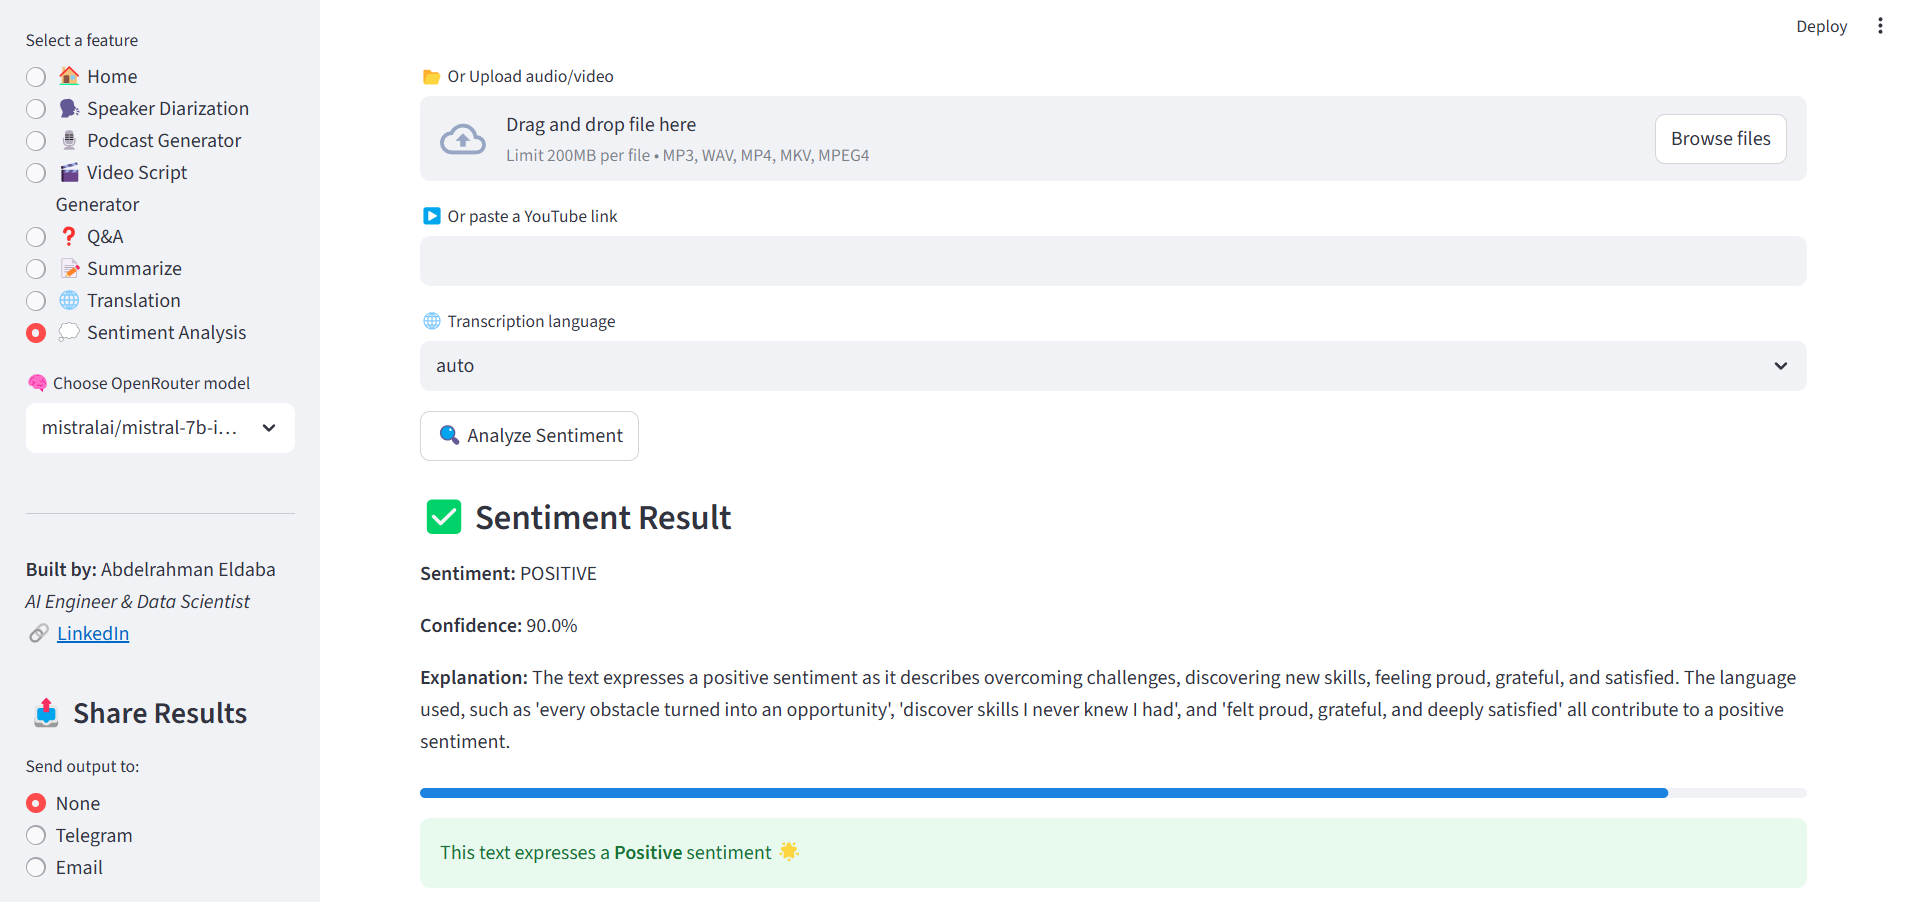 Select a feature
🏠 Home
🗣 Speaker Diarization
🎙 Podcast Generator
🎬 Video Script
Generator
❓ Q&A
📝 Summarize
🌐 Translation
💭 Sentiment Analysis
🧠 Choose OpenRouter model
mistralai/mistral-7b-i...
Built by: Abdelrahman Eldaba
AI Engineer & Data Scientist
🔗 LinkedIn
📤 Share Results
Send output to:
None
Telegram
Email
Deploy
📂 Or Upload audio/video
Drag and drop file here
Limit 200MB per file • MP3, WAV, MP4, MKV, MPEG4
Browse files
▶️ Or paste a YouTube link
🌐 Transcription language
auto
🔍 Analyze Sentiment
✅ Sentiment Result
Sentiment: POSITIVE
Confidence: 90.0%
Explanation: The text expresses a positive sentiment as it describes overcoming challenges, discovering new skills, feeling proud, grateful, and satisfied. The language
used, such as 'every obstacle turned into an opportunity', 'discover skills I never knew I had', and 'felt proud, grateful, and deeply satisfied' all contribute to a positive
sentiment.
This text expresses a Positive sentiment 🌟